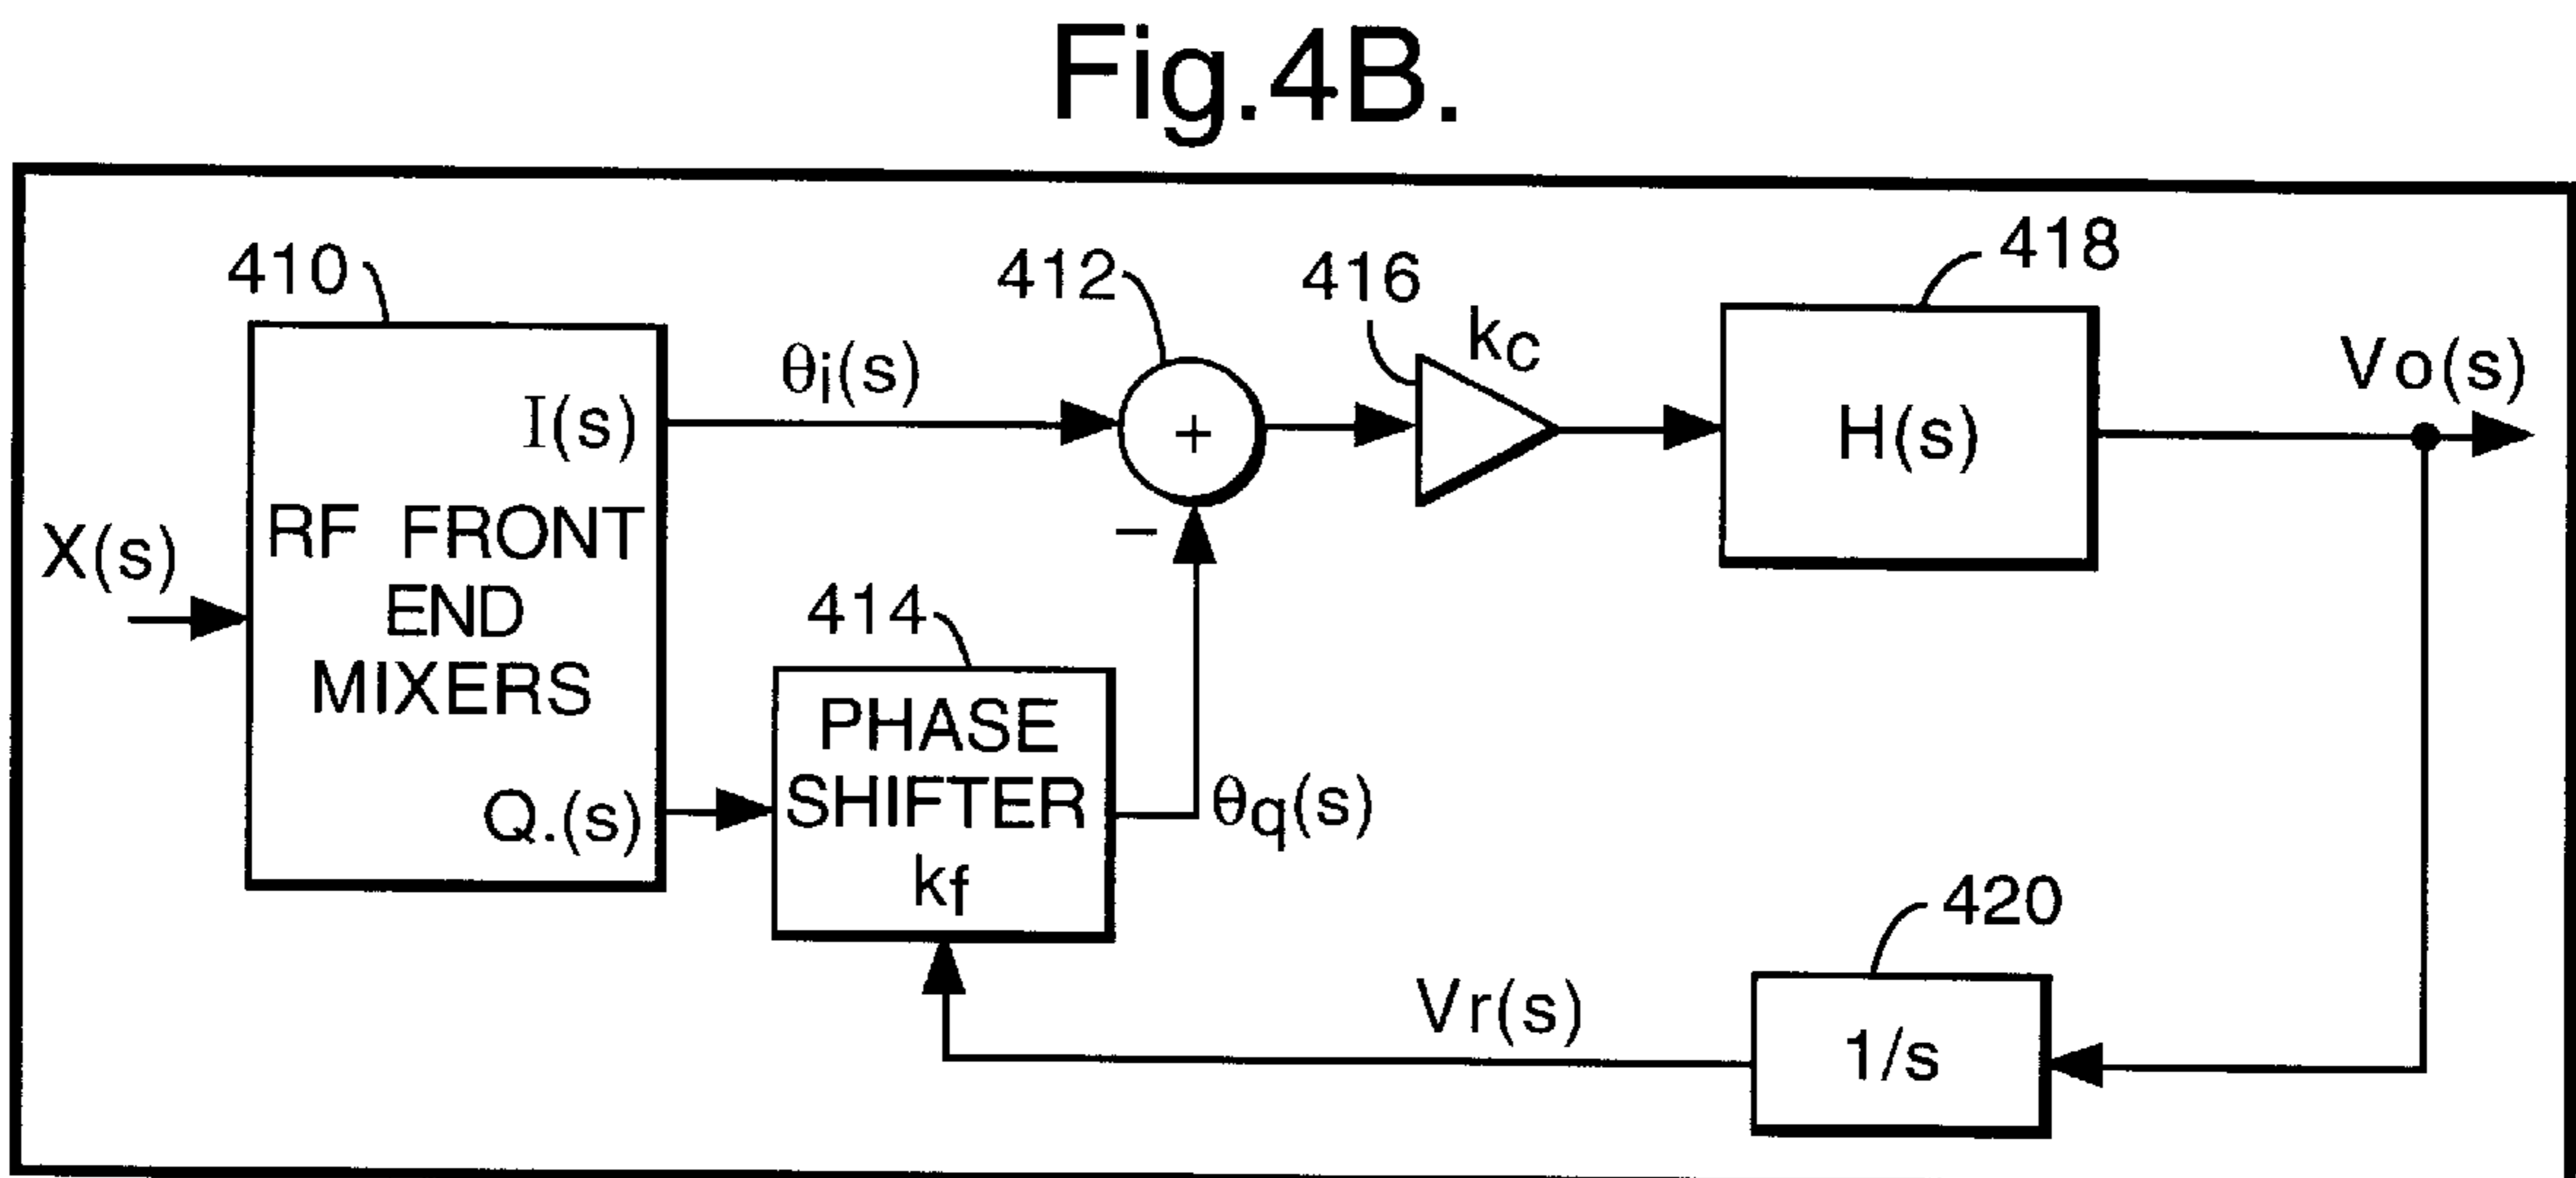 Fig.4B.
410
412
416
kc
418
θi(s)
I(s)
H(s)
Vo(s)
X(s)
RF FRONT
END
MIXERS
Q.(s)
414
PHASE
SHIFTER
kf
–
+
θq(s)
420
Vr(s)
1/s